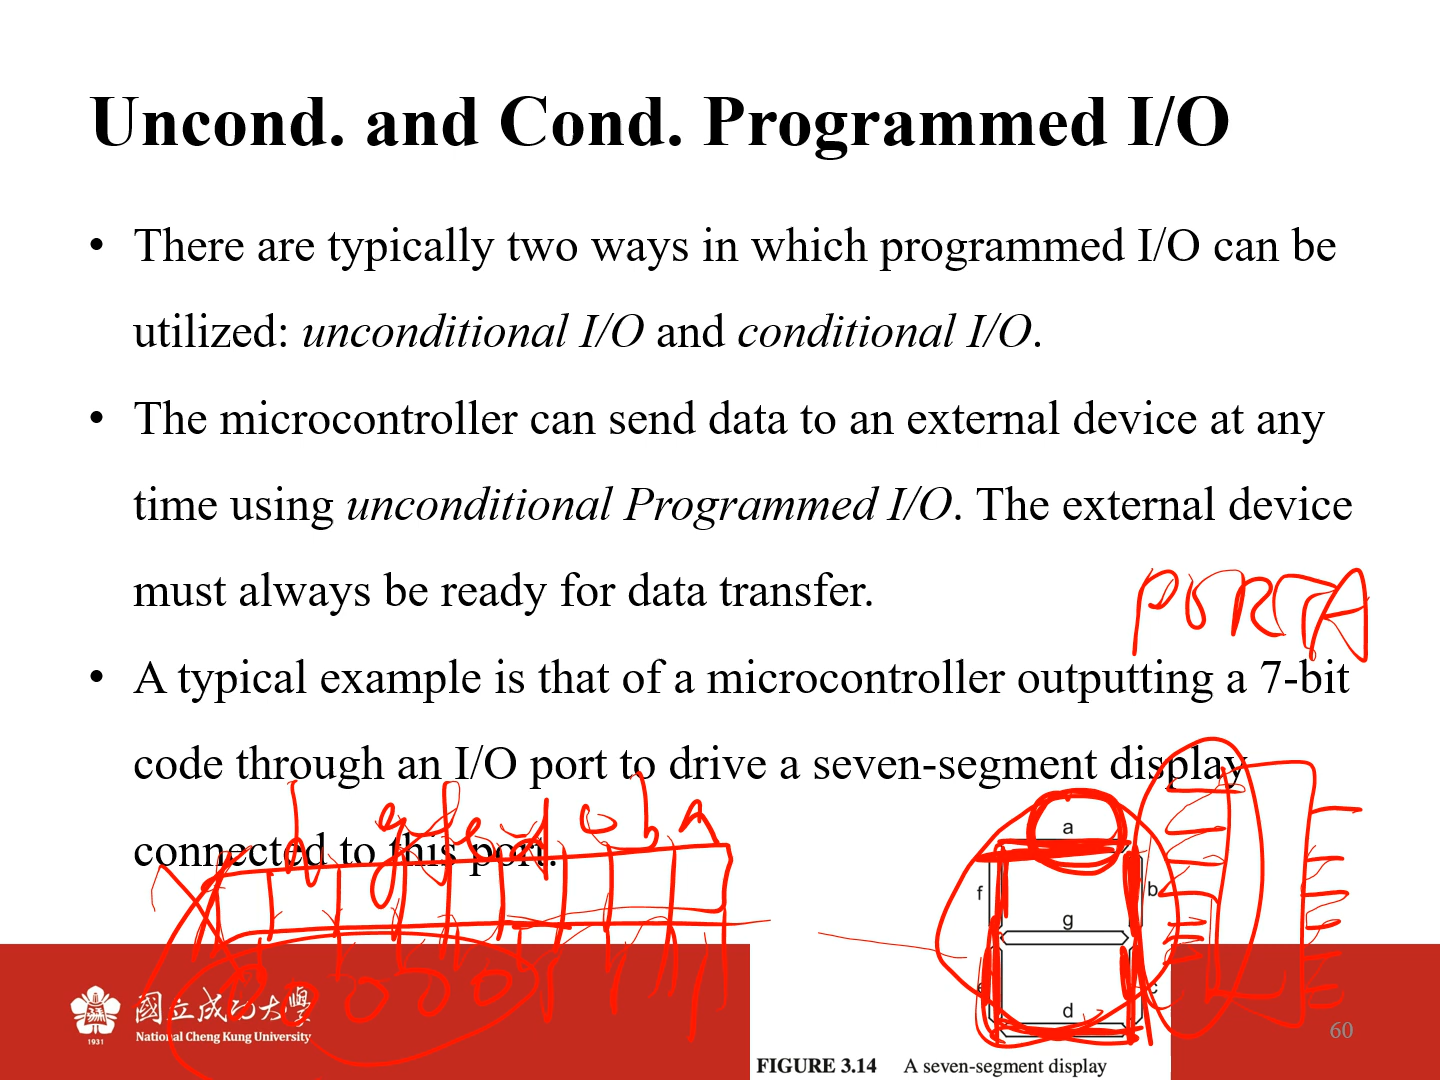 Uncond. and Cond. Programmed I/O
• There are typically two ways in which programmed I/O can be
utilized: unconditional I/O and conditional I/O.
• The microcontroller can send data to an external device at any
time using unconditional Programmed I/O. The external device
must always be ready for data transfer.
PORTA
• A typical example is that of a microcontroller outputting a 7-bit
code through an I/O port to drive a seven-segment display
connected to this port.
h g f e d c b A
a
f b
g
e c
d
國立成功大學
National Cheng Kung University
1931
60
FIGURE 3.14 A seven-segment display